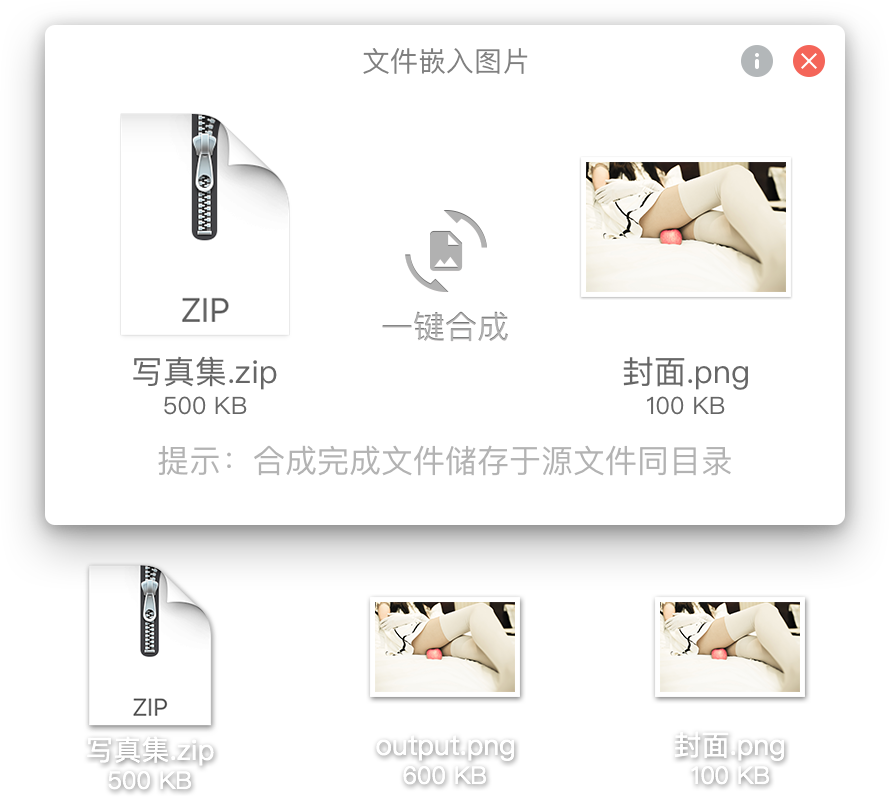 文件嵌入图片
ZIP
一键合成
写真集.zip
500 KB
封面.png
100 KB
提示：合成完成文件储存于源文件同目录
ZIP
写真集.zip
500 KB
output.png
600 KB
封面.png
100 KB